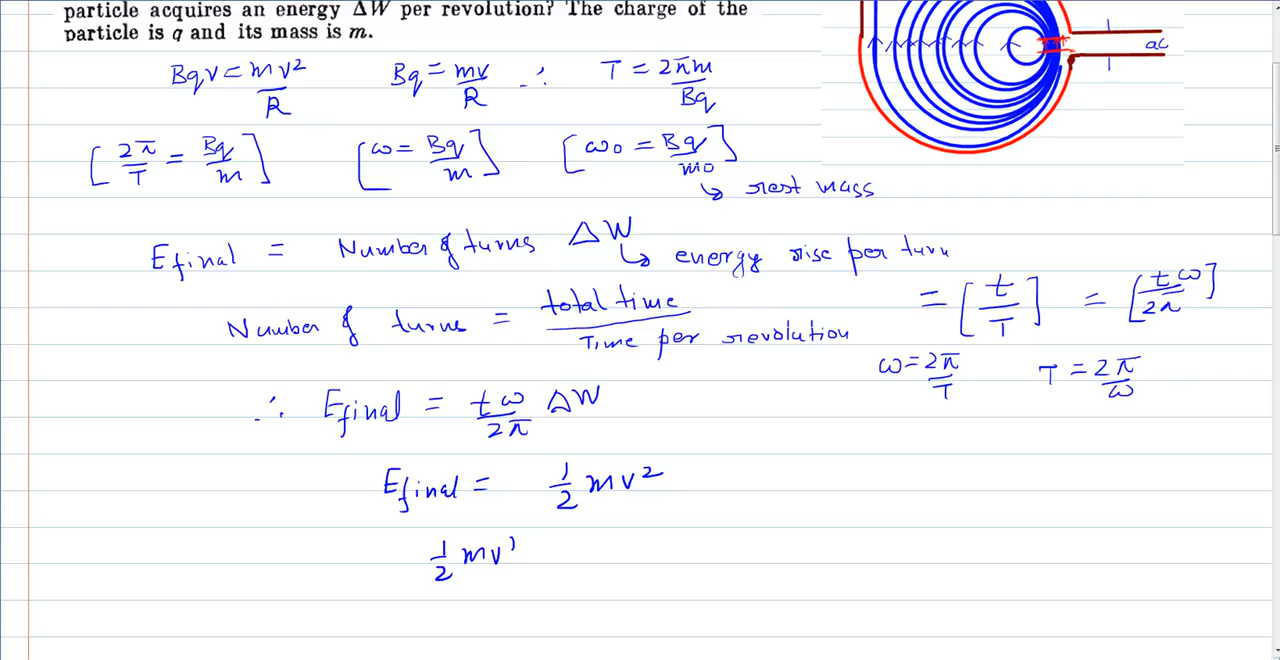 particle acquires an energy ΔW per revolution? The charge of the
particle is q and its mass is m.
ac
Bqv = mv²/R    Bq = mv/R  ∴  T = 2πm/Bq
[2π/T = Bq/m]    [ω = Bq/m]    [ω₀ = Bq/m₀]
↳ rest mass
Efinal = Number of turns ΔW
↳ energy rise per turn
Number of turns = total time / Time per revolution = [t/T] = [tω/2π]
ω = 2π/T    T = 2π/ω
∴ Efinal = tω/2π ΔW
Efinal = 1/2 mv²
1/2 mv